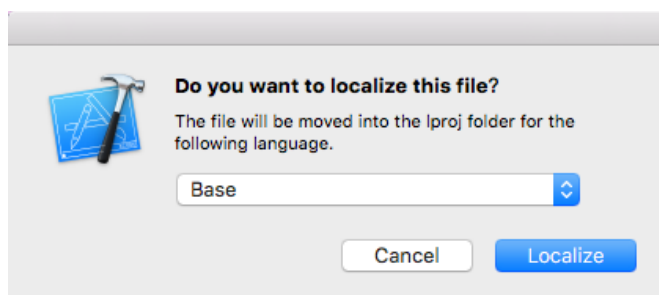 Do you want to localize this file?
The file will be moved into the lproj folder for the
following language.
Base
Cancel
Localize